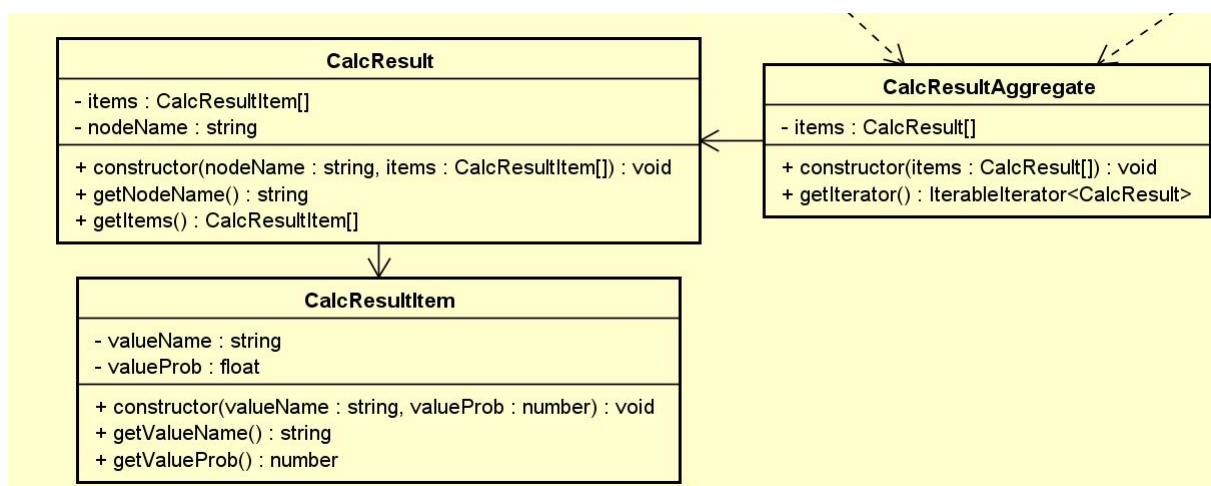 CalcResult
- items : CalcResultItem[]
- nodeName : string
+ constructor(nodeName : string, items : CalcResultItem[]) : void
+ getNodeName() : string
+ getItems() : CalcResultItem[]
CalcResultAggregate
- items : CalcResult[]
+ constructor(items : CalcResult[]) : void
+ getIterator() : IterableIterator<CalcResult>
CalcResultItem
- valueName : string
- valueProb : float
+ constructor(valueName : string, valueProb : number) : void
+ getValueName() : string
+ getValueProb() : number